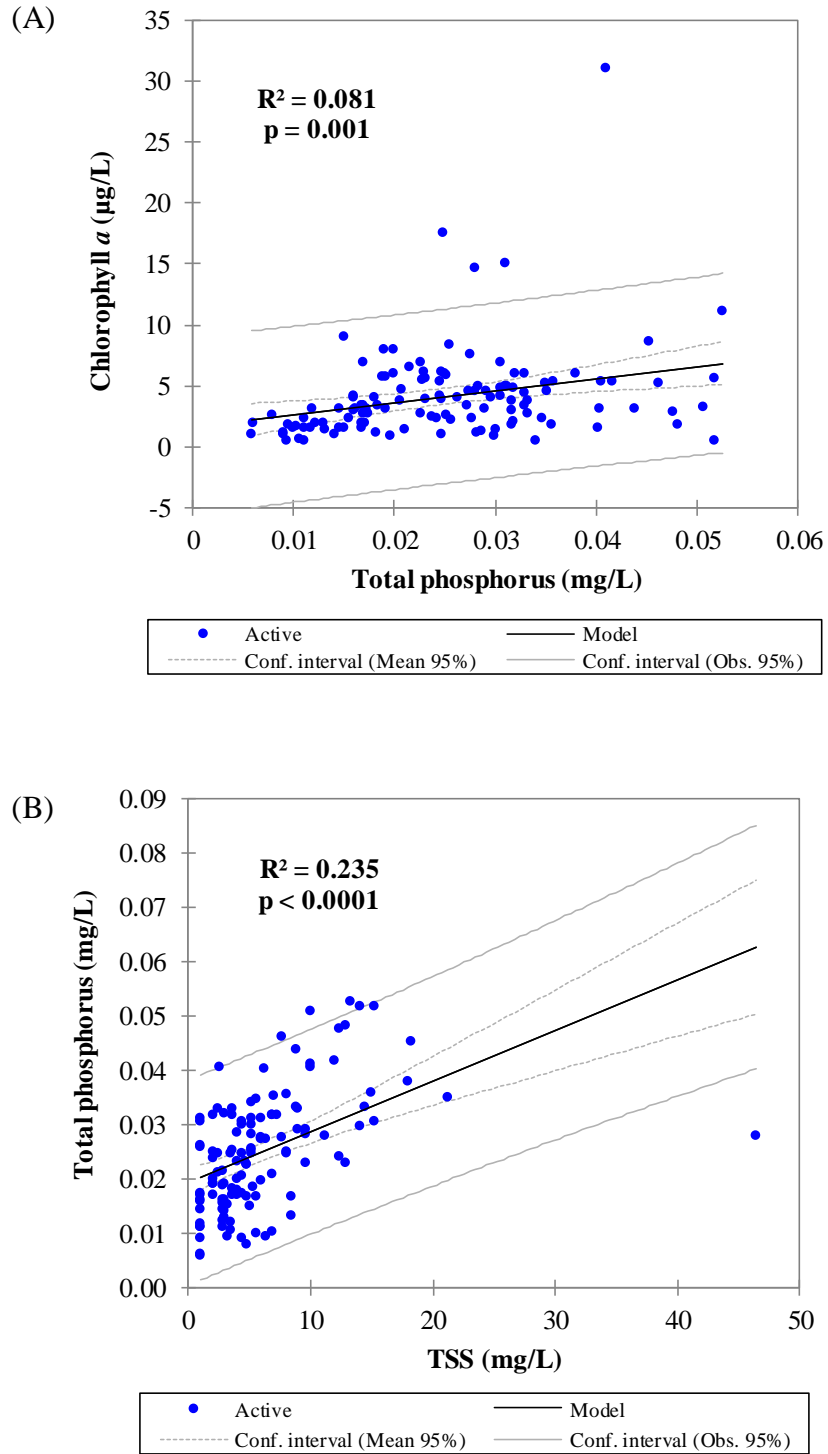 (A)
35
30
25
20
15
10
5
0
-5
R² = 0.081
p = 0.001
Chlorophyll a (µg/L)
0 0.01 0.02 0.03 0.04 0.05 0.06
Total phosphorus (mg/L)
Active Model
Conf. interval (Mean 95%) Conf. interval (Obs. 95%)
(B)
0.09
0.08
0.07
0.06
0.05
0.04
0.03
0.02
0.01
0.00
R² = 0.235
p < 0.0001
Total phosphorus (mg/L)
0 10 20 30 40 50
TSS (mg/L)
Active Model
Conf. interval (Mean 95%) Conf. interval (Obs. 95%)